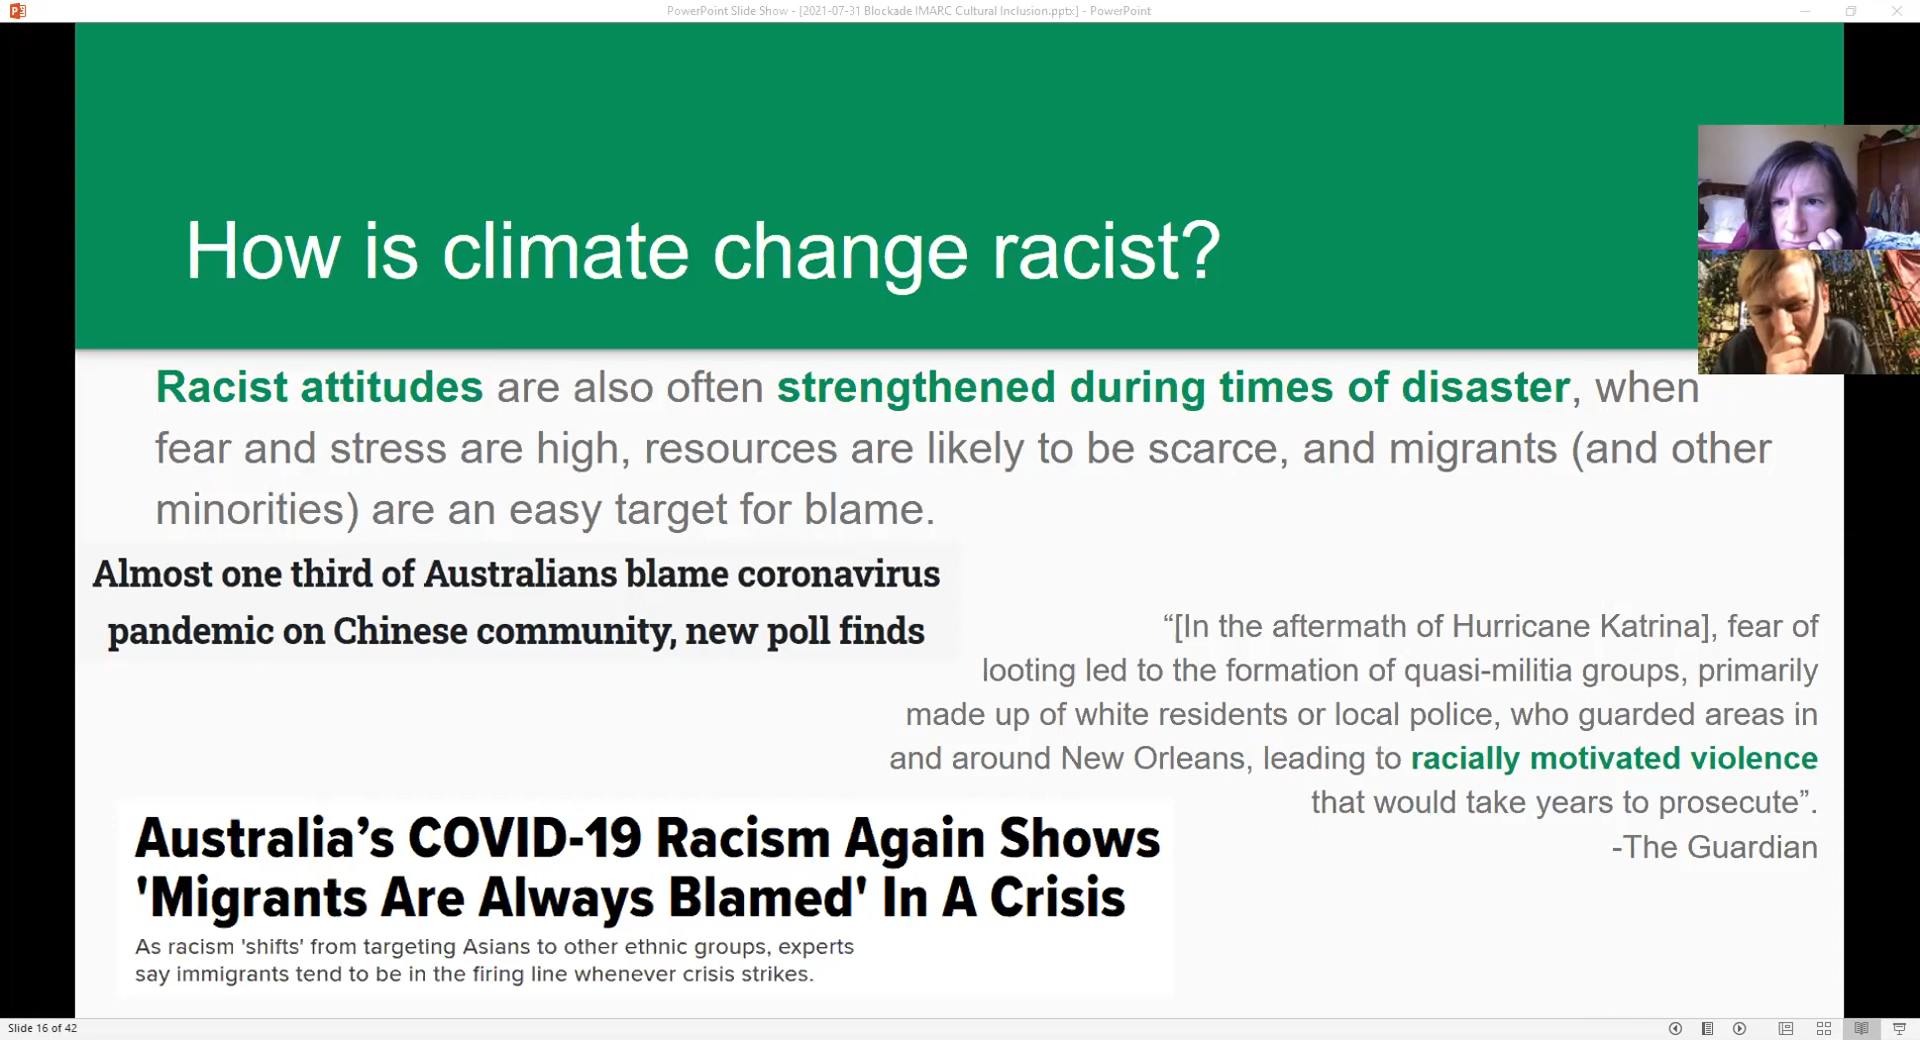 PowerPoint Slide Show - [2021-07-31 Blockade IMARC Cultural Inclusion.pptx] - PowerPoint
How is climate change racist?
Racist attitudes are also often strengthened during times of disaster, when
fear and stress are high, resources are likely to be scarce, and migrants (and other
minorities) are an easy target for blame.
Almost one third of Australians blame coronavirus
pandemic on Chinese community, new poll finds
“[In the aftermath of Hurricane Katrina], fear of
looting led to the formation of quasi-militia groups, primarily
made up of white residents or local police, who guarded areas in
and around New Orleans, leading to racially motivated violence
that would take years to prosecute”.
-The Guardian
Australia’s COVID-19 Racism Again Shows
'Migrants Are Always Blamed' In A Crisis
As racism 'shifts' from targeting Asians to other ethnic groups, experts
say immigrants tend to be in the firing line whenever crisis strikes.
Slide 16 of 42